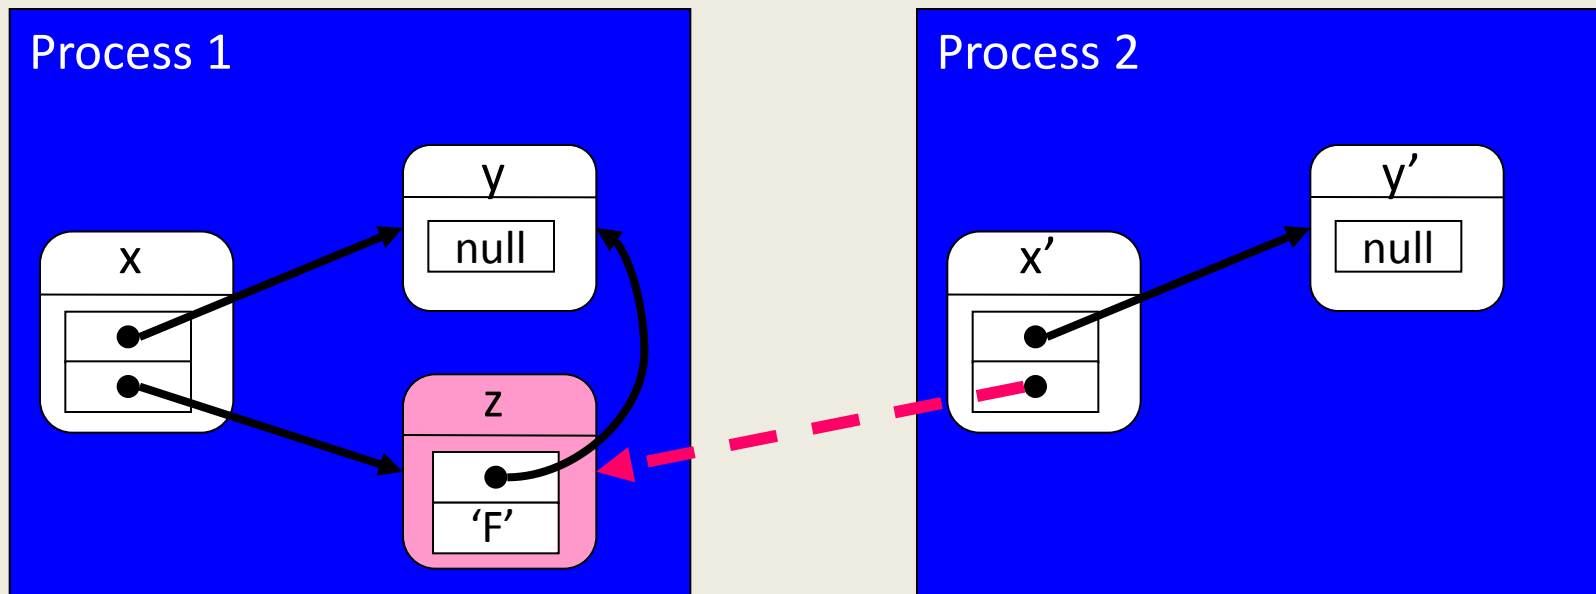 Process 1
x
y
null
z
‘F’
Process 2
x’
y’
null